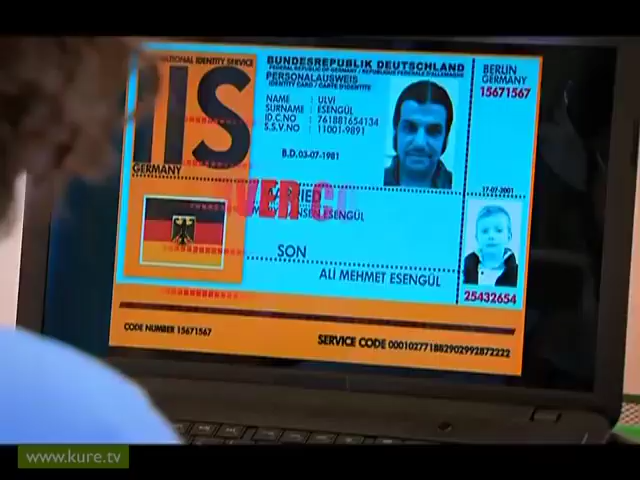 NATIONAL IDENTITY SERVICE
IS
GERMANY
BUNDESREPUBLIK DEUTSCHLAND
FEDERAL REPUBLIC OF GERMANY / REPUBLIQUE FEDERALE D'ALLEMAGNE
PERSONALAUSWEIS
IDENTITY CARD / CARTE D'IDENTITE
NAME : ULVI
SURNAME : ESENGÜL
ID.C.NO : 761881654134
S.S.V.NO : 11001-9891
B.D.03-07-1981
BERLIN
GERMANY
15671567
17-07-2001
ESENGÜL
SON
ALİ MEHMET ESENGÜL
25432654
CODE NUMBER 15671567
SERVICE CODE 000102771882902992872222
www.kure.tv